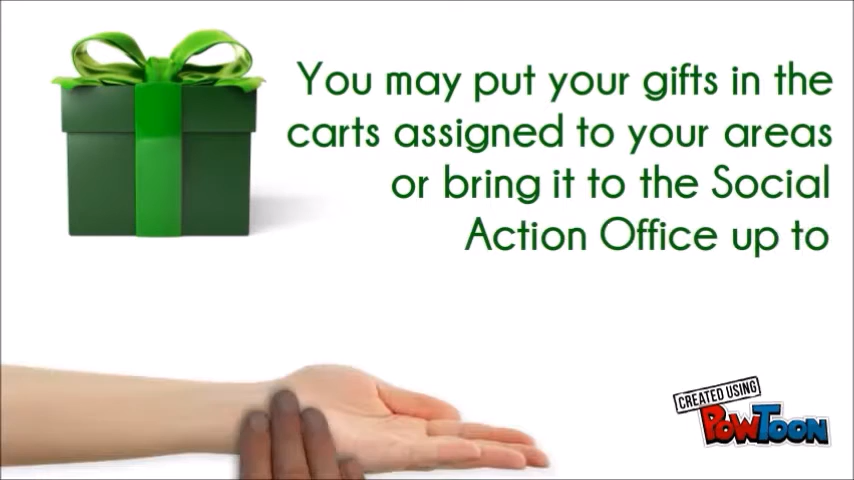 You may put your gifts in the
carts assigned to your areas
or bring it to the Social
Action Office up to
CREATED USING
PowToon